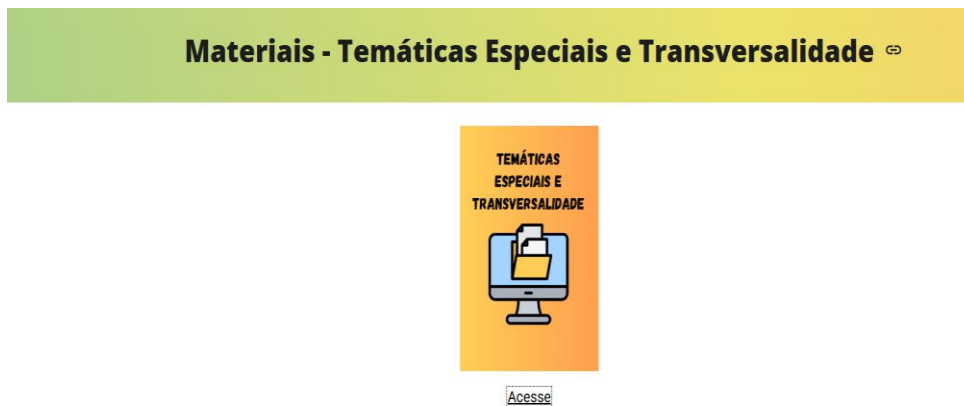 Materiais - Temáticas Especiais e Transversalidade
TEMÁTICAS
ESPECIAIS E
TRANSVERSALIDADE
Acesse